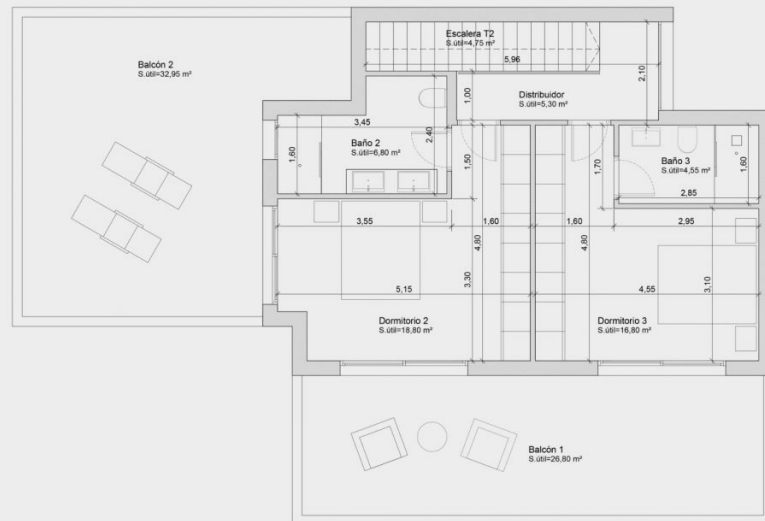 Escalera T2
S.útil=4,75 m²
5,96
Balcón 2
S.útil=32,95 m²
2,10
1,00
Distribuidor
S.útil=5,30 m²
3,45
2,40
1,60
Baño 2
S.útil=6,80 m²
1,50
1,70
Baño 3
S.útil=4,55 m²
1,60
2,85
3,55
1,60
4,80
1,60
4,80
2,95
3,30
5,15
4,55
3,10
Dormitorio 2
S.útil=18,80 m²
Dormitorio 3
S.útil=16,80 m²
Balcón 1
S.útil=26,80 m²